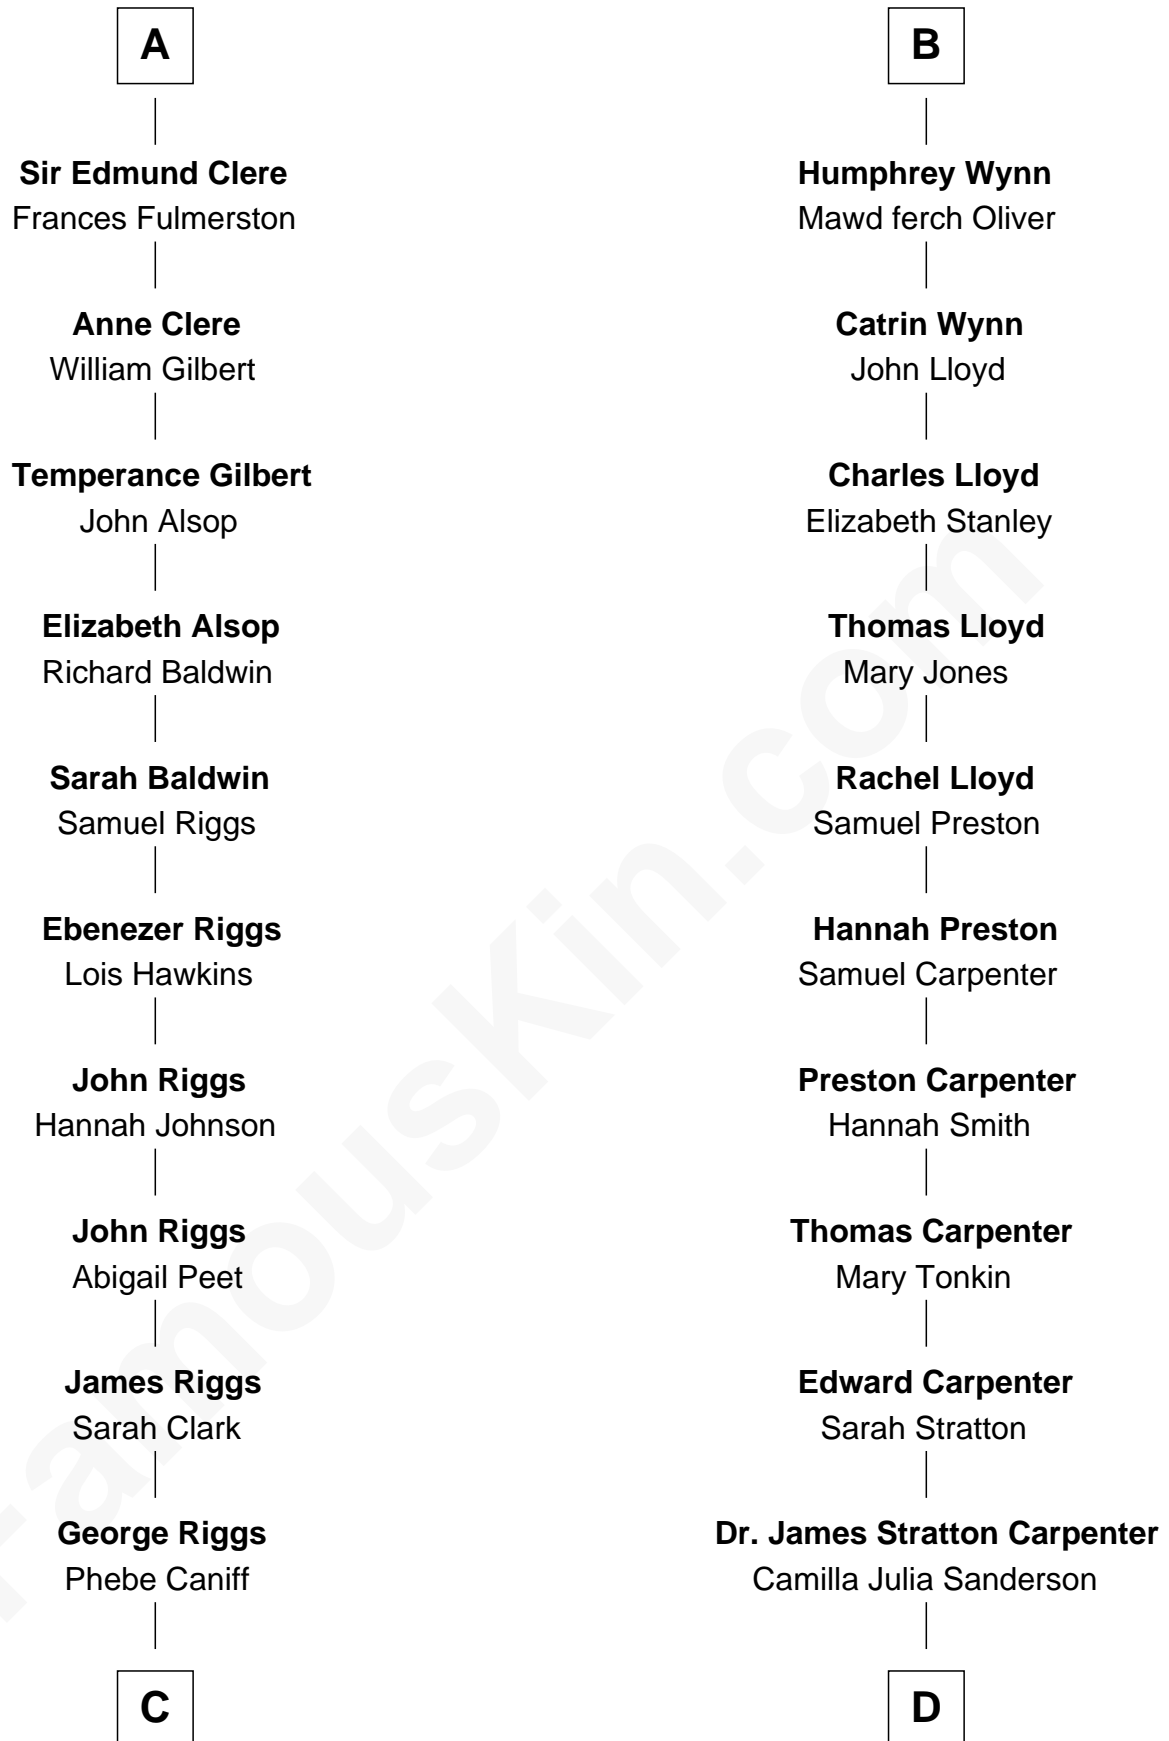 A
Sir Edmund Clere
Frances Fulmerston
Anne Clere
William Gilbert
Temperance Gilbert
John Alsop
Elizabeth Alsop
Richard Baldwin
Sarah Baldwin
Samuel Riggs
Ebenezer Riggs
Lois Hawkins
John Riggs
Hannah Johnson
John Riggs
Abigail Peet
James Riggs
Sarah Clark
George Riggs
Phebe Caniff
C
B
Humphrey Wynn
Mawd ferch Oliver
Catrin Wynn
John Lloyd
Charles Lloyd
Elizabeth Stanley
Thomas Lloyd
Mary Jones
Rachel Lloyd
Samuel Preston
Hannah Preston
Samuel Carpenter
Preston Carpenter
Hannah Smith
Thomas Carpenter
Mary Tonkin
Edward Carpenter
Sarah Stratton
Dr. James Stratton Carpenter
Camilla Julia Sanderson
D
FamousKin.com